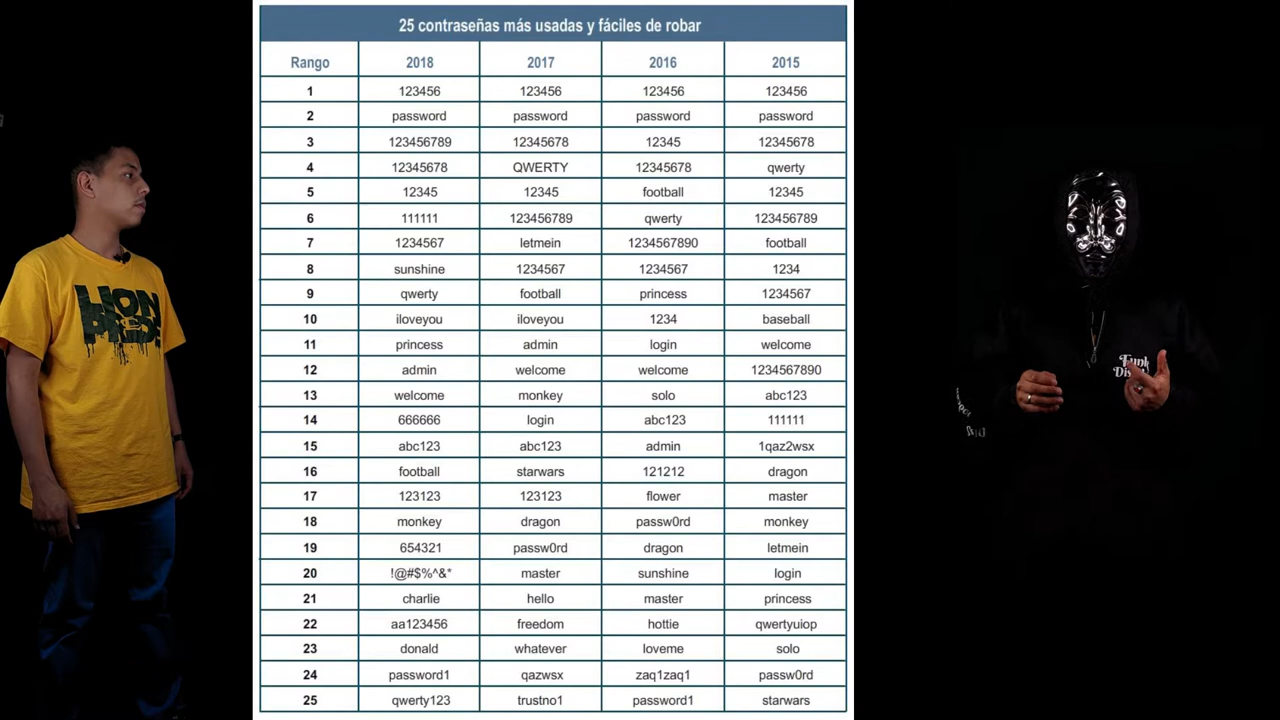 25 contraseñas más usadas y fáciles de robar
Rango 2018 2017 2016 2015
1 123456 123456 123456 123456
2 password password password password
3 123456789 12345678 12345 12345678
4 12345678 QWERTY 12345678 qwerty
5 12345 12345 football 12345
6 111111 123456789 qwerty 123456789
7 1234567 letmein 1234567890 football
8 sunshine 1234567 1234567 1234
9 qwerty football princess 1234567
10 iloveyou iloveyou 1234 baseball
11 princess admin login welcome
12 admin welcome welcome 1234567890
13 welcome monkey solo abc123
14 666666 login abc123 111111
15 abc123 abc123 admin 1qaz2wsx
16 football starwars 121212 dragon
17 123123 123123 flower master
18 monkey dragon passw0rd monkey
19 654321 passw0rd dragon letmein
20 !@#$%^&* master sunshine login
21 charlie hello master princess
22 aa123456 freedom hottie qwertyuiop
23 donald whatever loveme solo
24 password1 qazwsx zaq1zaq1 passw0rd
25 qwerty123 trustno1 password1 starwars
LION
PRIDE
Funk